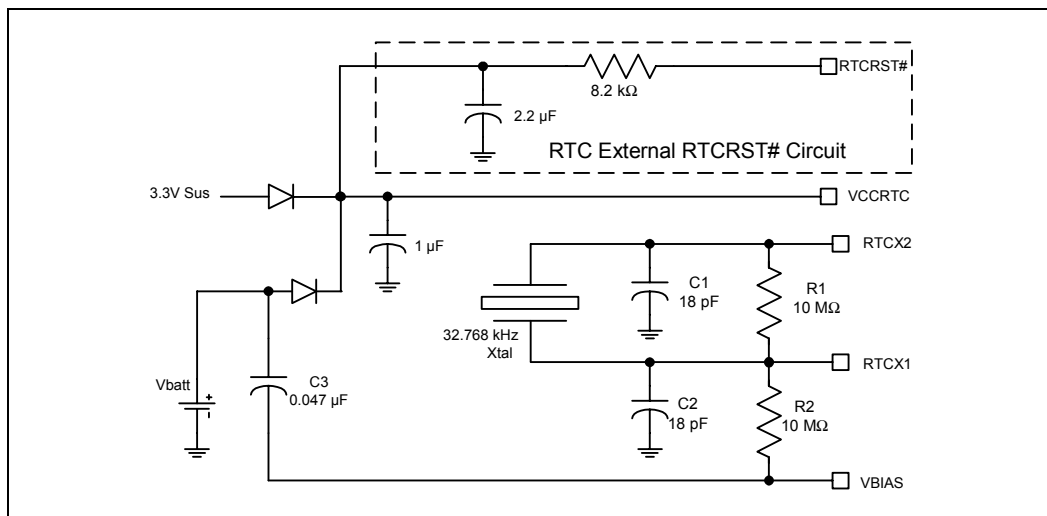 RTCRST#
8.2 kΩ
2.2 µF
RTC External RTCRST# Circuit
3.3V Sus
VCCRTC
1 µF
RTCX2
C1
18 pF
R1
10 MΩ
32.768 kHz
Xtal
RTCX1
Vbatt
+
C3
0.047 µF
C2
18 pF
R2
10 MΩ
VBIAS